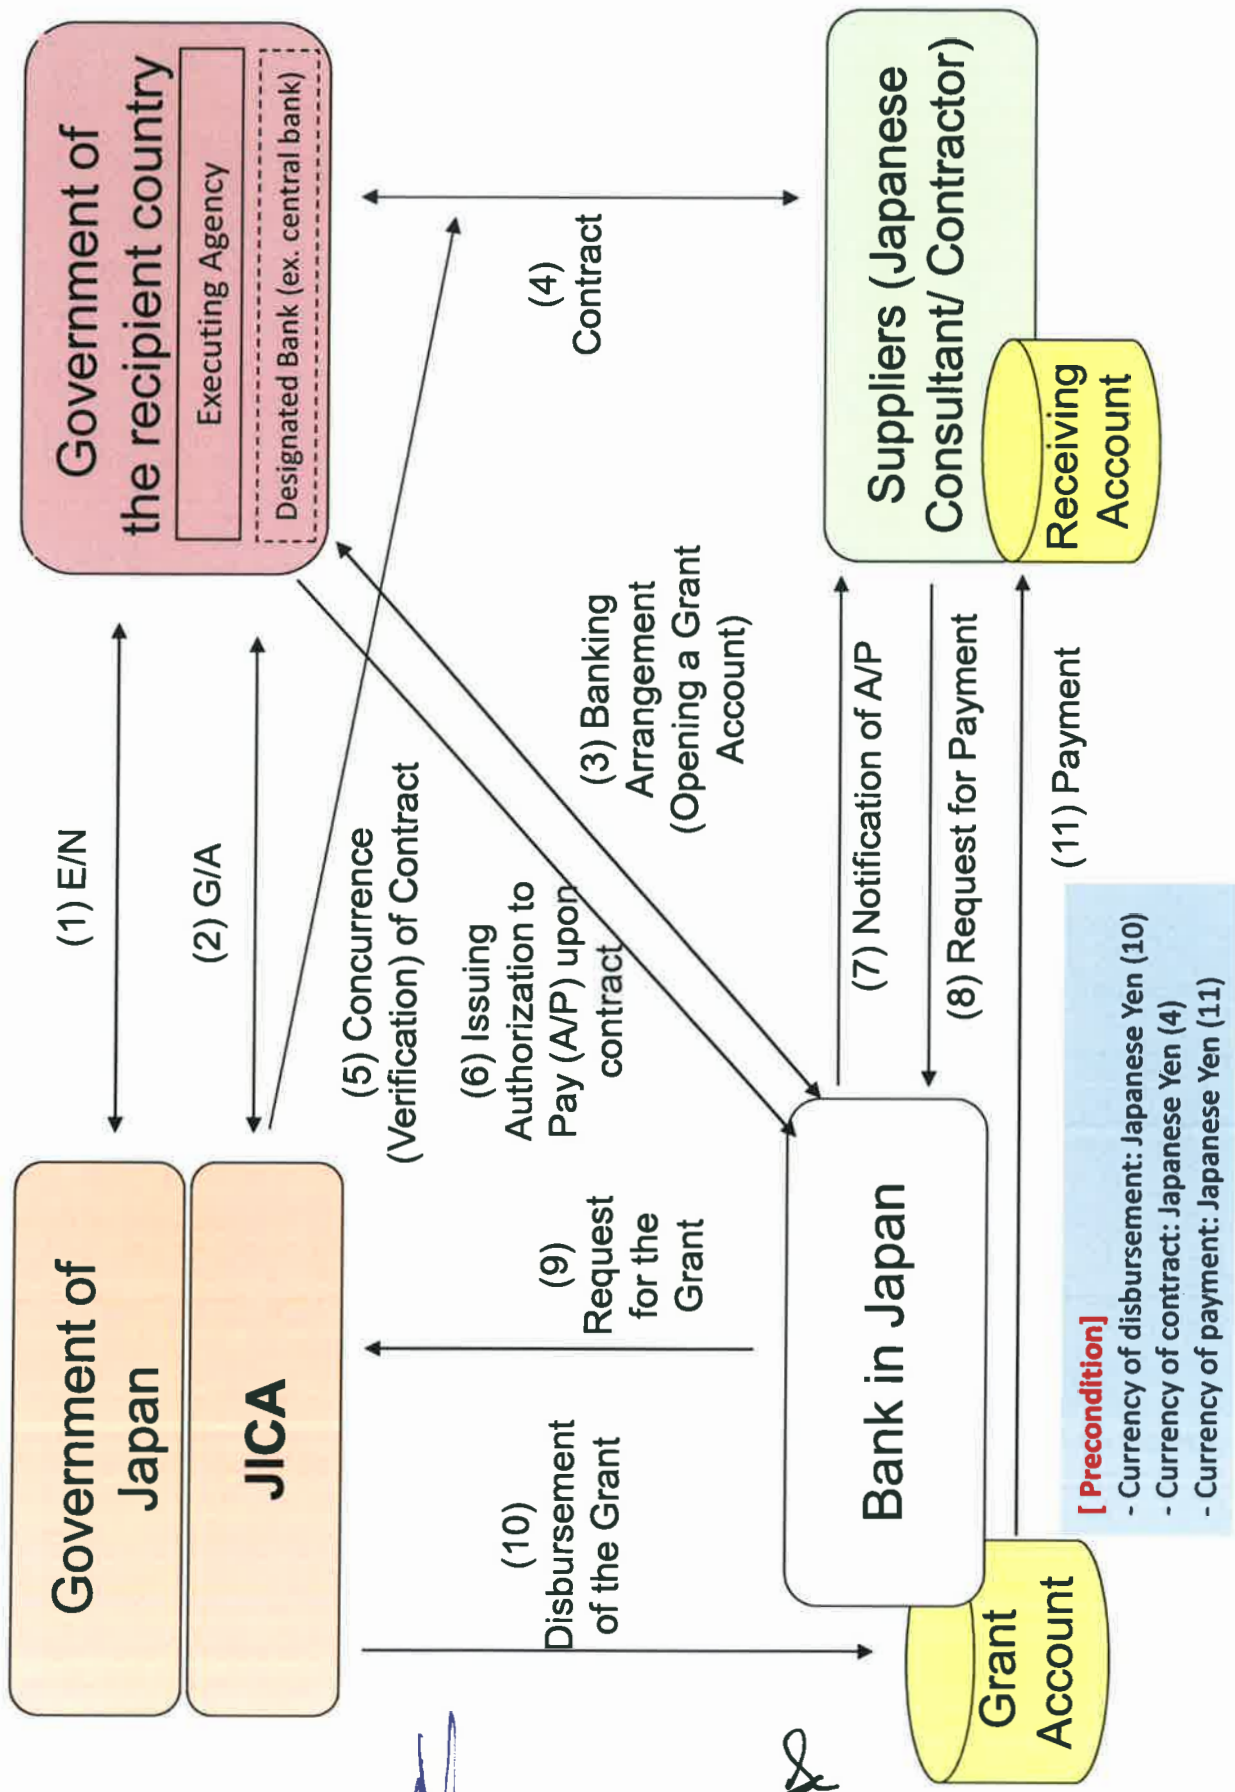 Government of
Japan
JICA
(1) E/N
(2) G/A
Government of
the recipient country
Executing Agency
Designated Bank (ex. central bank)
(5) Concurrence
(Verification) of Contract
(6) Issuing
Authorization to
Pay (A/P) upon
contract
(10)
Disbursement
of the Grant
(9)
Request
for the
Grant
(3) Banking
Arrangement
(Opening a Grant
Account)
(4)
Contract
Bank in Japan
Grant
Account
(7) Notification of A/P
(8) Request for Payment
(11) Payment
Suppliers (Japanese
Consultant/ Contractor)
Receiving
Account
[ Precondition]
- Currency of disbursement: Japanese Yen (10)
- Currency of contract: Japanese Yen (4)
- Currency of payment: Japanese Yen (11)